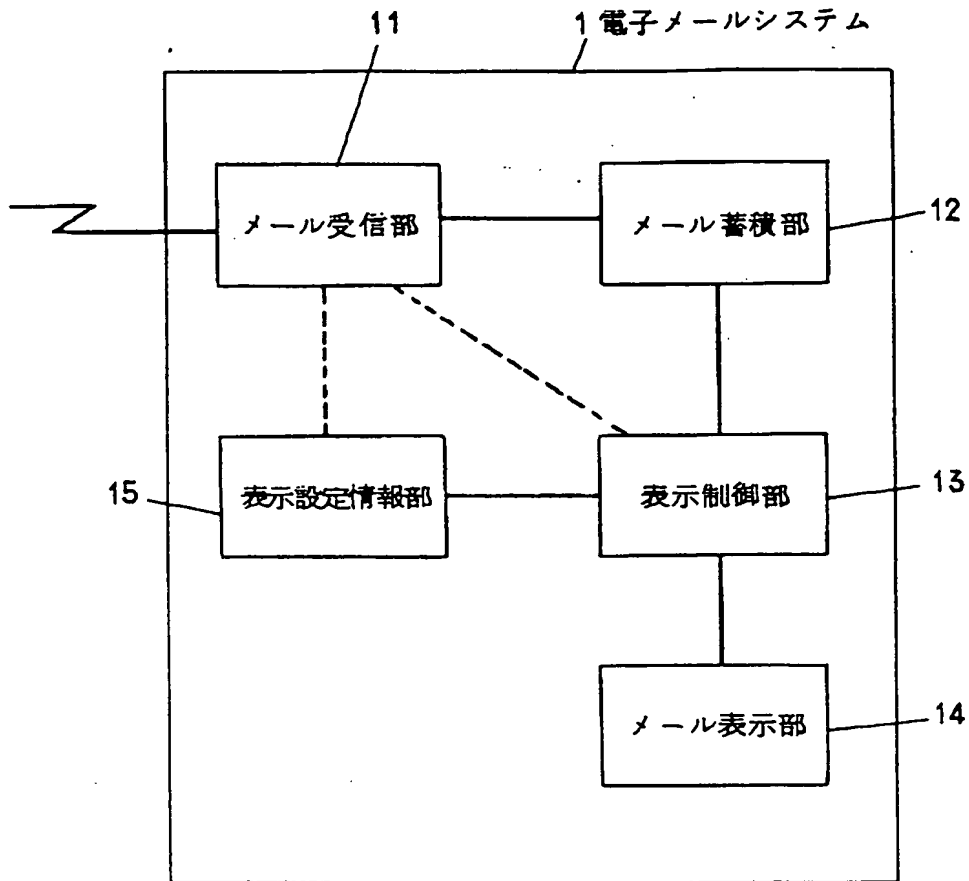 11
1 電子メールシステム
メール受信部
メール蓄積部
12
15
表示設定情報部
表示制御部
13
メール表示部
14